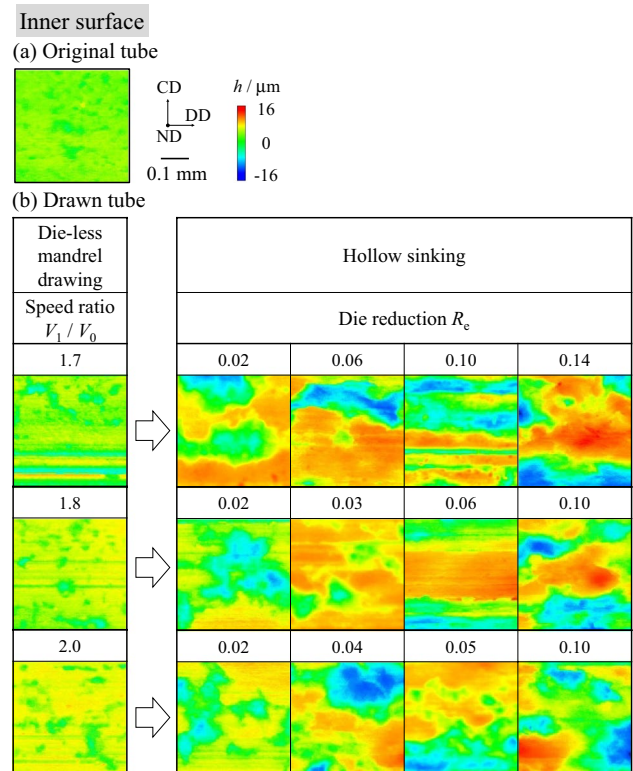 Inner surface
(a) Original tube
CD
DD
ND
0.1 mm
h / μm
16
0
-16
(b) Drawn tube
Die-less
mandrel
drawing
Hollow sinking
Speed ratio
V1 / V0
Die reduction Re
1.7
0.02
0.06
0.10
0.14
1.8
0.02
0.03
0.06
0.10
2.0
0.02
0.04
0.05
0.10